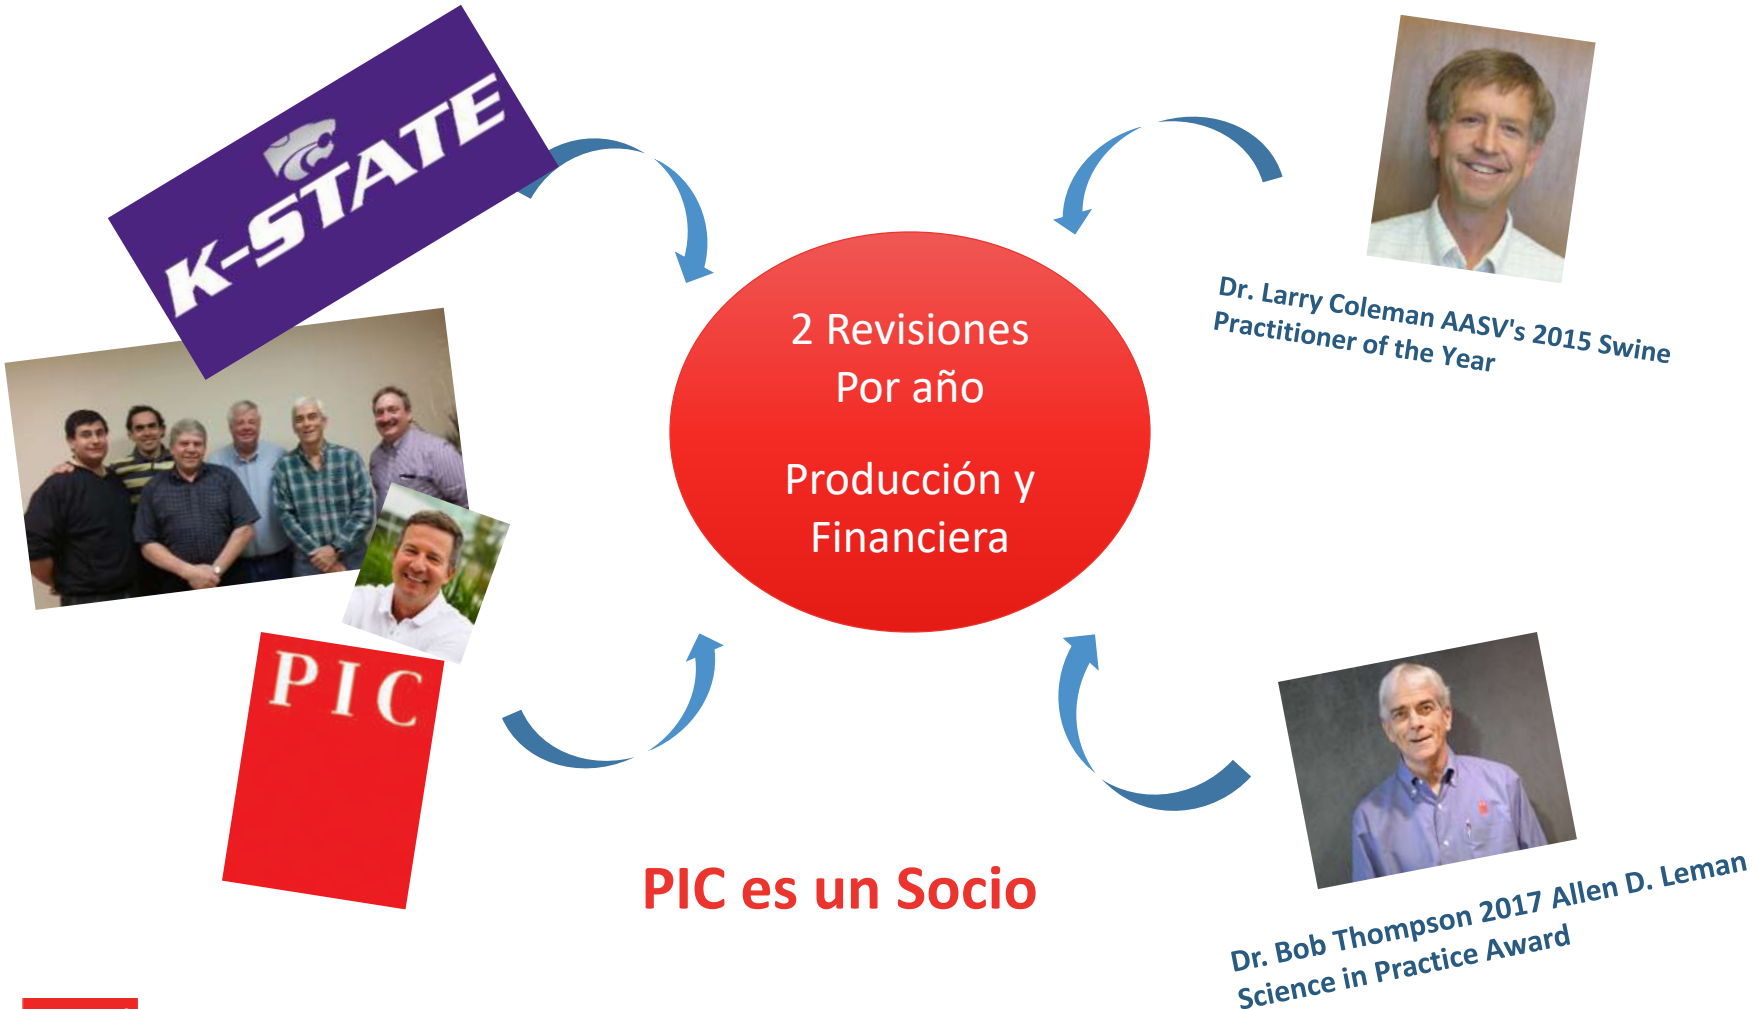 K-STATE
PIC
2 Revisiones
Por año
Producción y
Financiera
PIC es un Socio
Dr. Larry Coleman AASV's 2015 Swine
Practitioner of the Year
Dr. Bob Thompson 2017 Allen D. Leman
Science in Practice Award